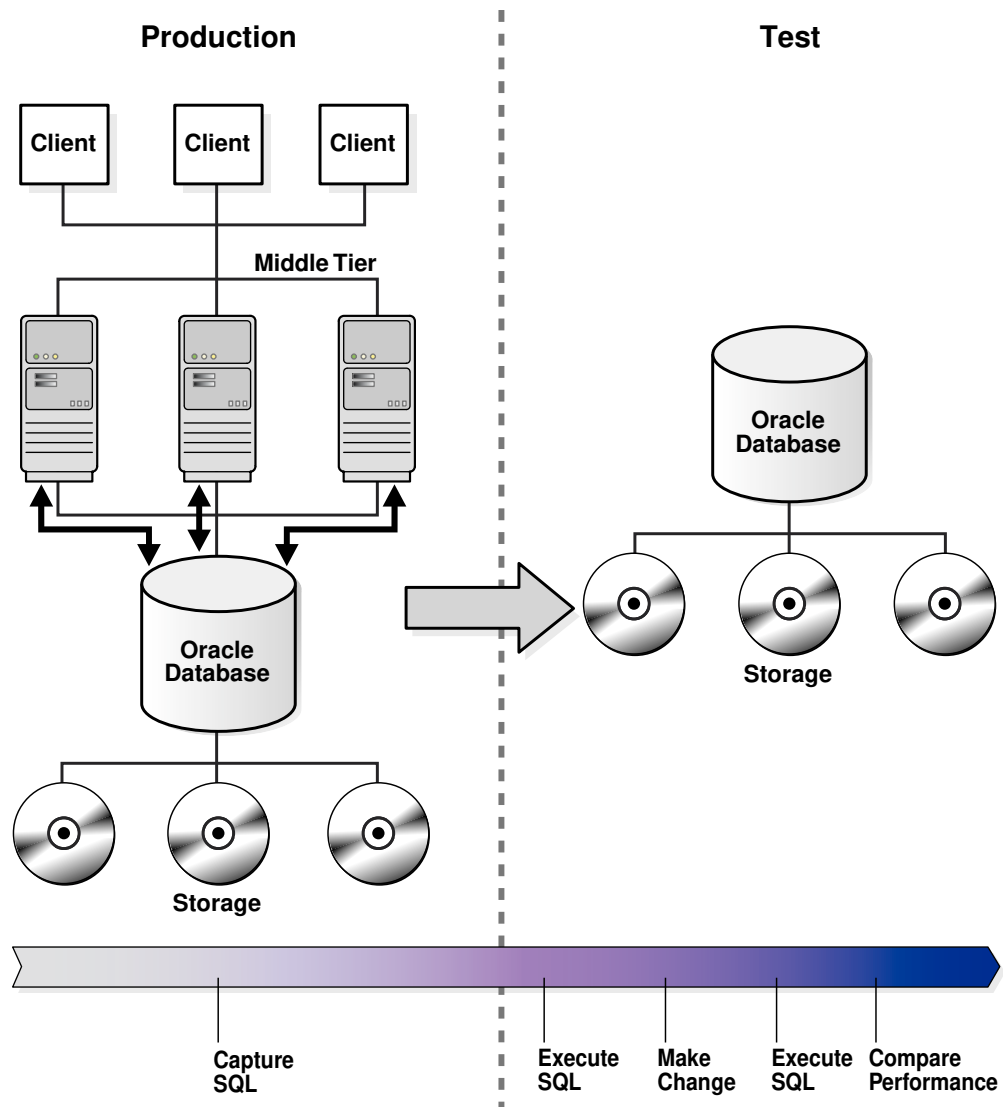 Production
Test
Client
Client
Client
Middle Tier
Oracle
Database
Oracle
Database
Storage
Storage
Capture
SQL
Execute
SQL
Make
Change
Execute
SQL
Compare
Performance